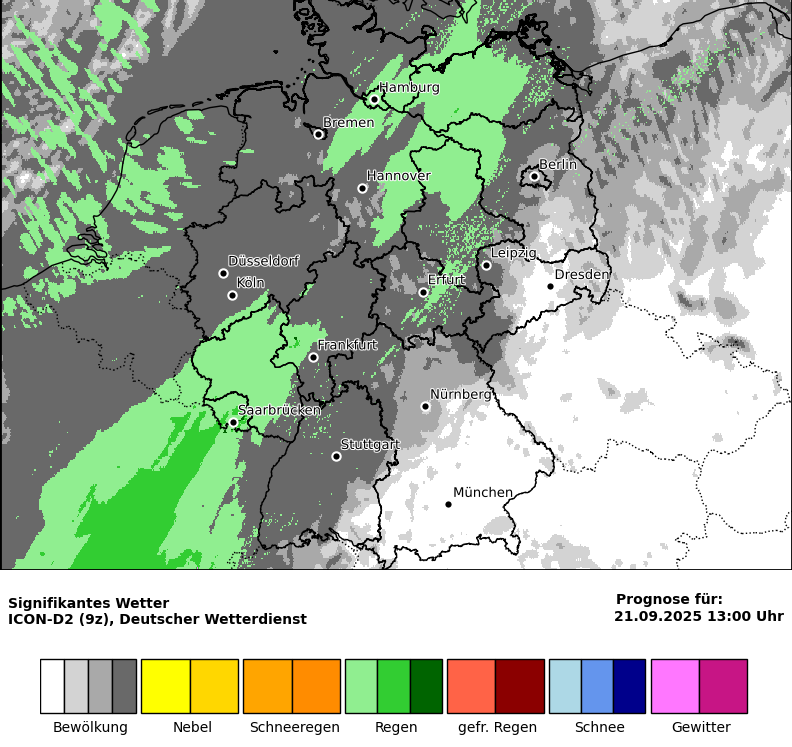 Hamburg
Bremen
Berlin
Hannover
Leipzig
Düsseldorf
Dresden
Köln
Erfurt
Frankfurt
Nürnberg
Saarbrücken
Stuttgart
München
Signifikantes Wetter
ICON-D2 (9z), Deutscher Wetterdienst
Prognose für:
21.09.2025 13:00 Uhr
Bewölkung
Nebel
Schneeregen
Regen
gefr. Regen
Schnee
Gewitter